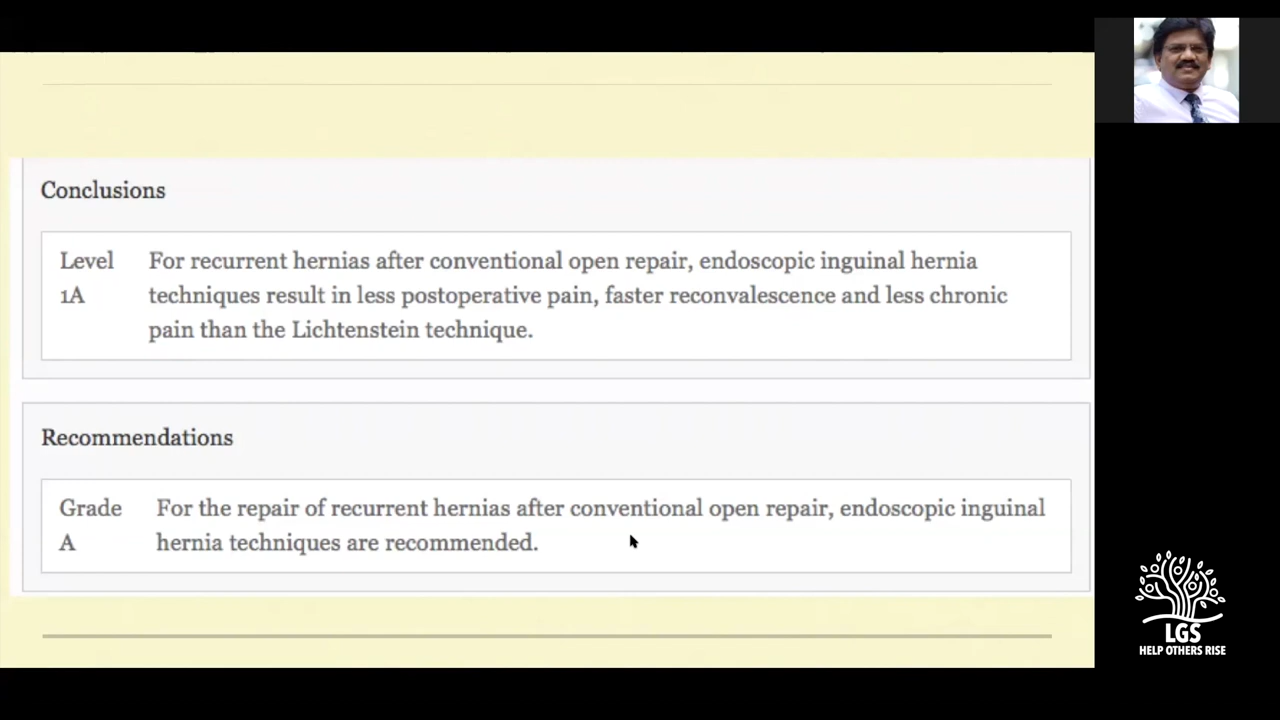 Conclusions
Level
1A
For recurrent hernias after conventional open repair, endoscopic inguinal hernia
techniques result in less postoperative pain, faster reconvalescence and less chronic
pain than the Lichtenstein technique.
Recommendations
Grade
A
For the repair of recurrent hernias after conventional open repair, endoscopic inguinal
hernia techniques are recommended.
LGS
HELP OTHERS RISE